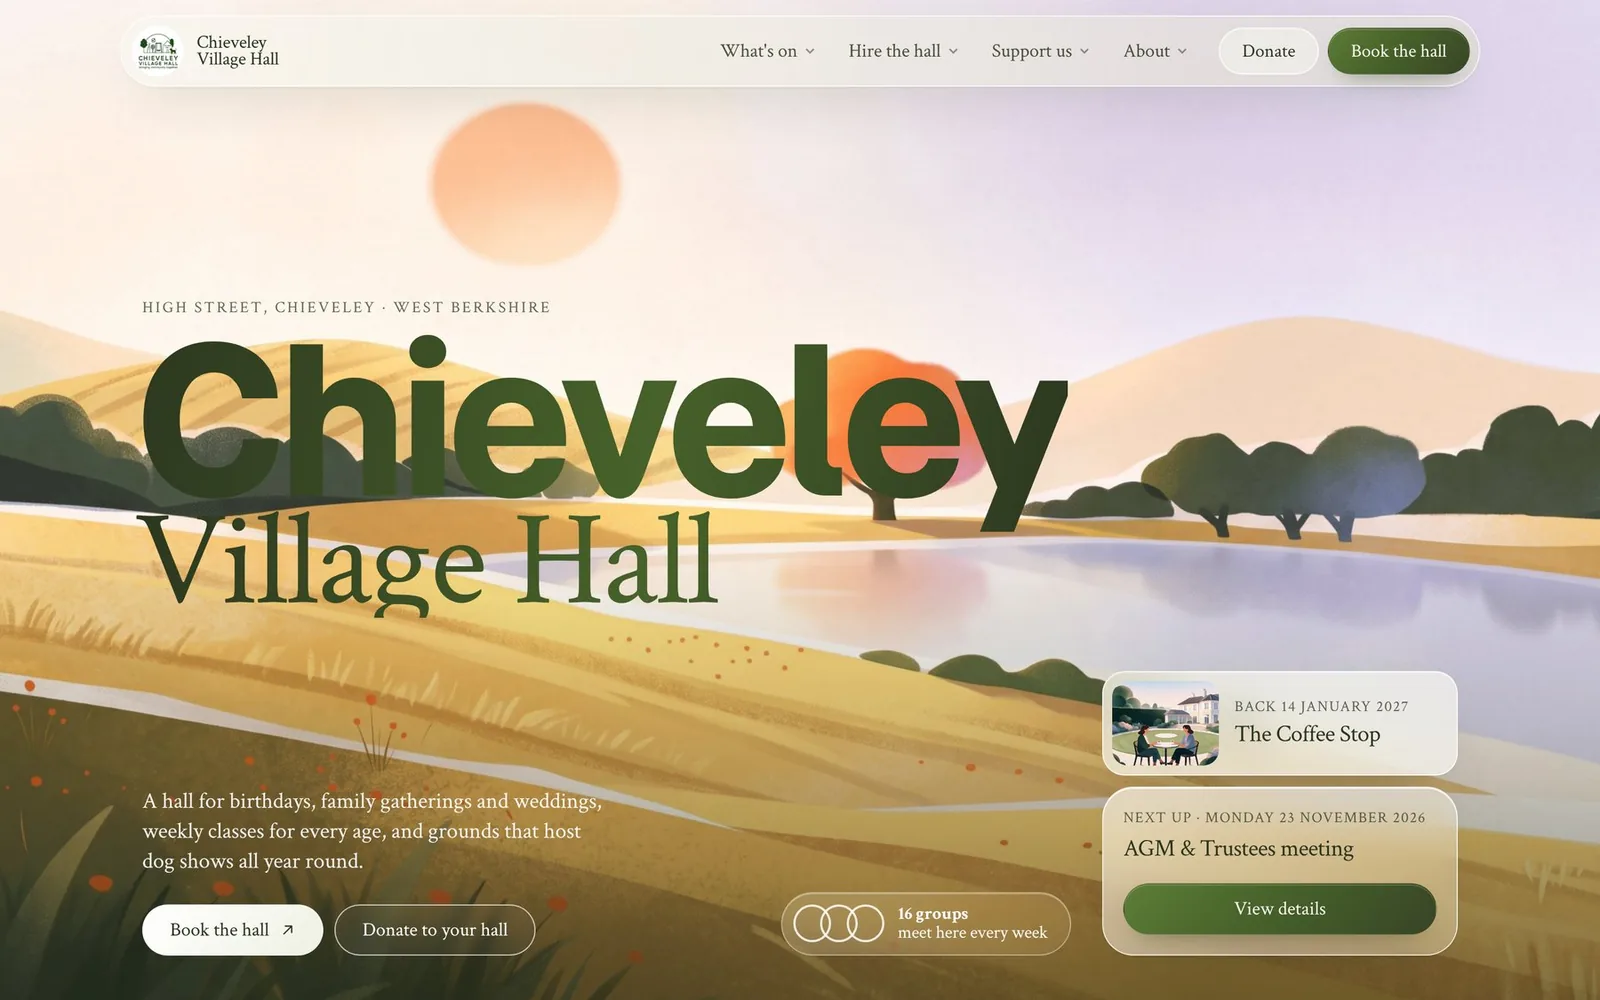 CHIEVELEY
VILLAGE HALL
Chieveley
Village Hall
What's on
Hire the hall
Support us
About
Donate
Book the hall
HIGH STREET, CHIEVELEY · WEST BERKSHIRE
Chieveley
Village Hall
BACK 14 JANUARY 2027
The Coffee Stop
NEXT UP · MONDAY 23 NOVEMBER 2026
AGM & Trustees meeting
View details
A hall for birthdays, family gatherings and weddings,
weekly classes for every age, and grounds that host
dog shows all year round.
Book the hall
Donate to your hall
16 groups
meet here every week